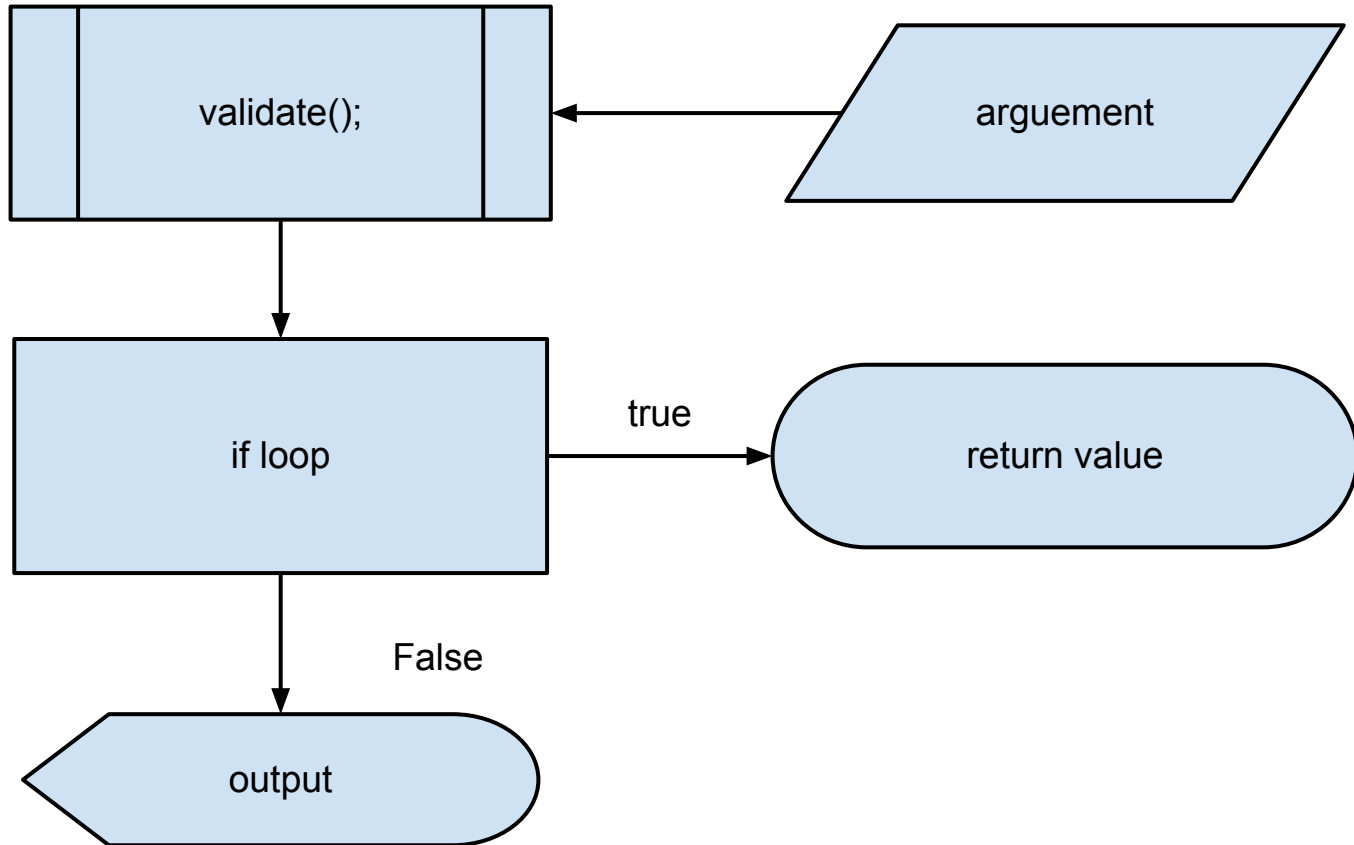 validate();
arguement
if loop
true
return value
False
output